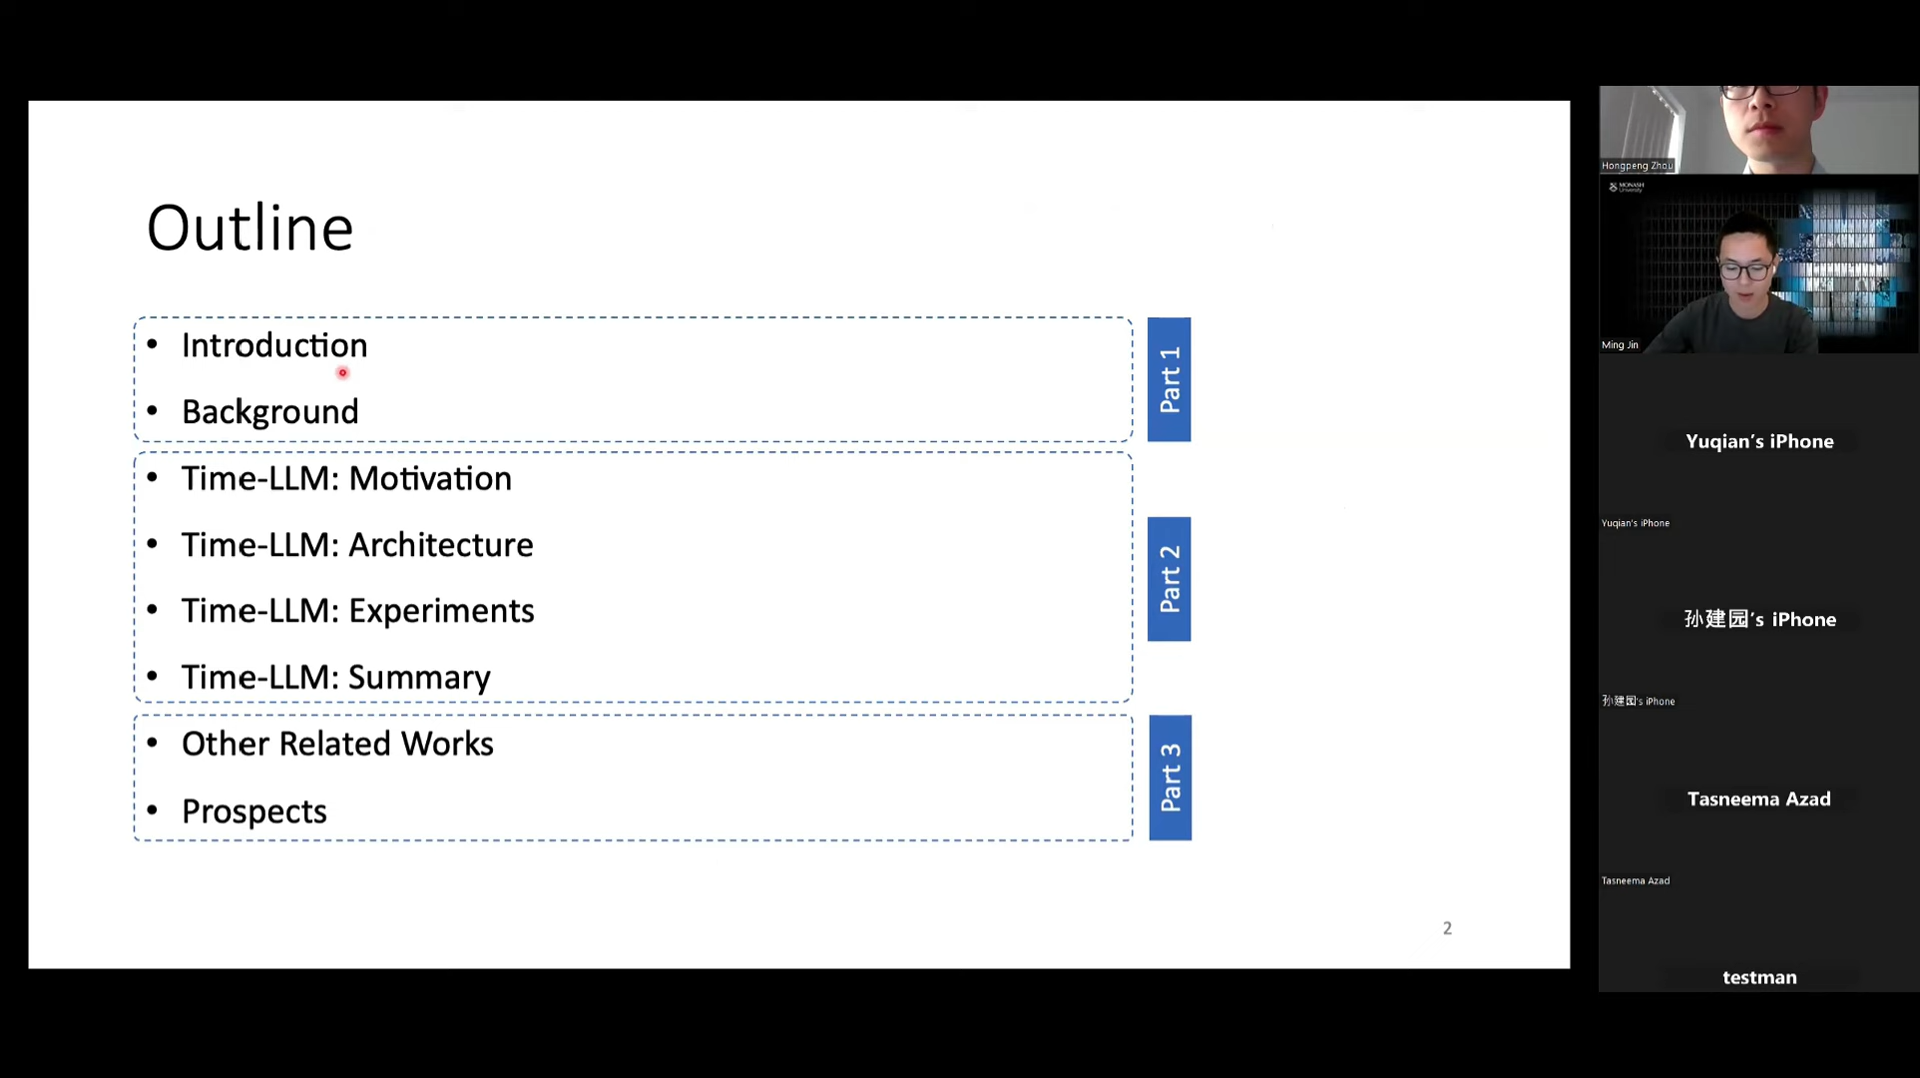 Outline
• Introduction
• Background
Part 1
• Time-LLM: Motivation
• Time-LLM: Architecture
• Time-LLM: Experiments
• Time-LLM: Summary
Part 2
• Other Related Works
• Prospects
Part 3
2
Hongpeng Zhou
MONASH
University
Ming Jin
Yuqian's iPhone
Yuqian's iPhone
孙建园's iPhone
孙建园's iPhone
Tasneema Azad
Tasneema Azad
testman